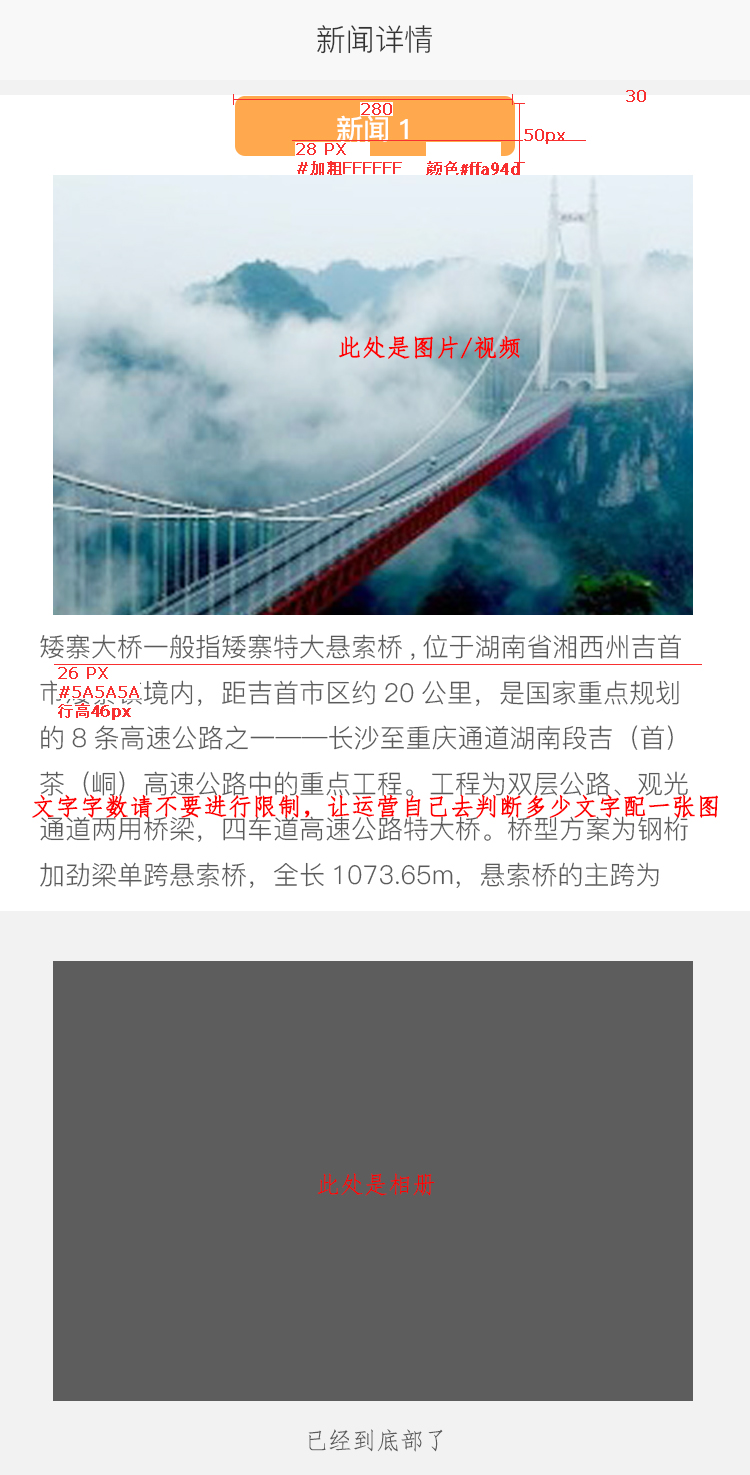 新闻详情
30
280
新闻 1
50px
28 PX
#加粗FFFFFF 颜色#ffa94d
此处是图片/视频
矮寨大桥一般指矮寨特大悬索桥 , 位于湖南省湘西州吉首
26 PX
#5A5A5A
行高46px
境内，距吉首市区约 20 公里，是国家重点规划
的 8 条高速公路之一——长沙至重庆通道湖南段吉（首）
茶（峒）高速公路中的重点工程。工程为双层公路、观光
文字字数请不要进行限制，让运营自己去判断多少文字配一张图
通道两用桥梁，四车道高速公路特大桥。桥型方案为钢桁
加劲梁单跨悬索桥，全长 1073.65m，悬索桥的主跨为
此处是相册
已经到底部了